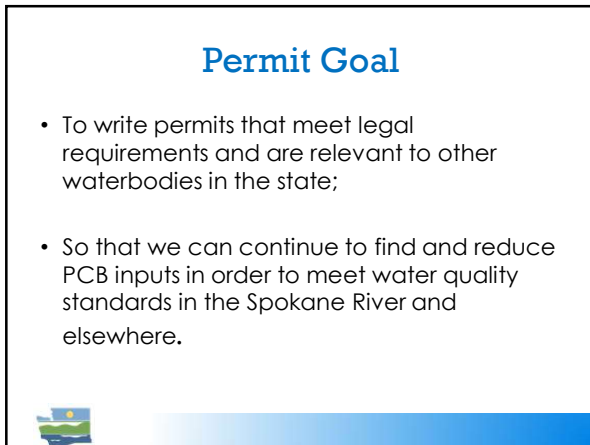 Permit Goal
• To write permits that meet legal
requirements and are relevant to other
waterbodies in the state;
• So that we can continue to find and reduce
PCB inputs in order to meet water quality
standards in the Spokane River and
elsewhere.